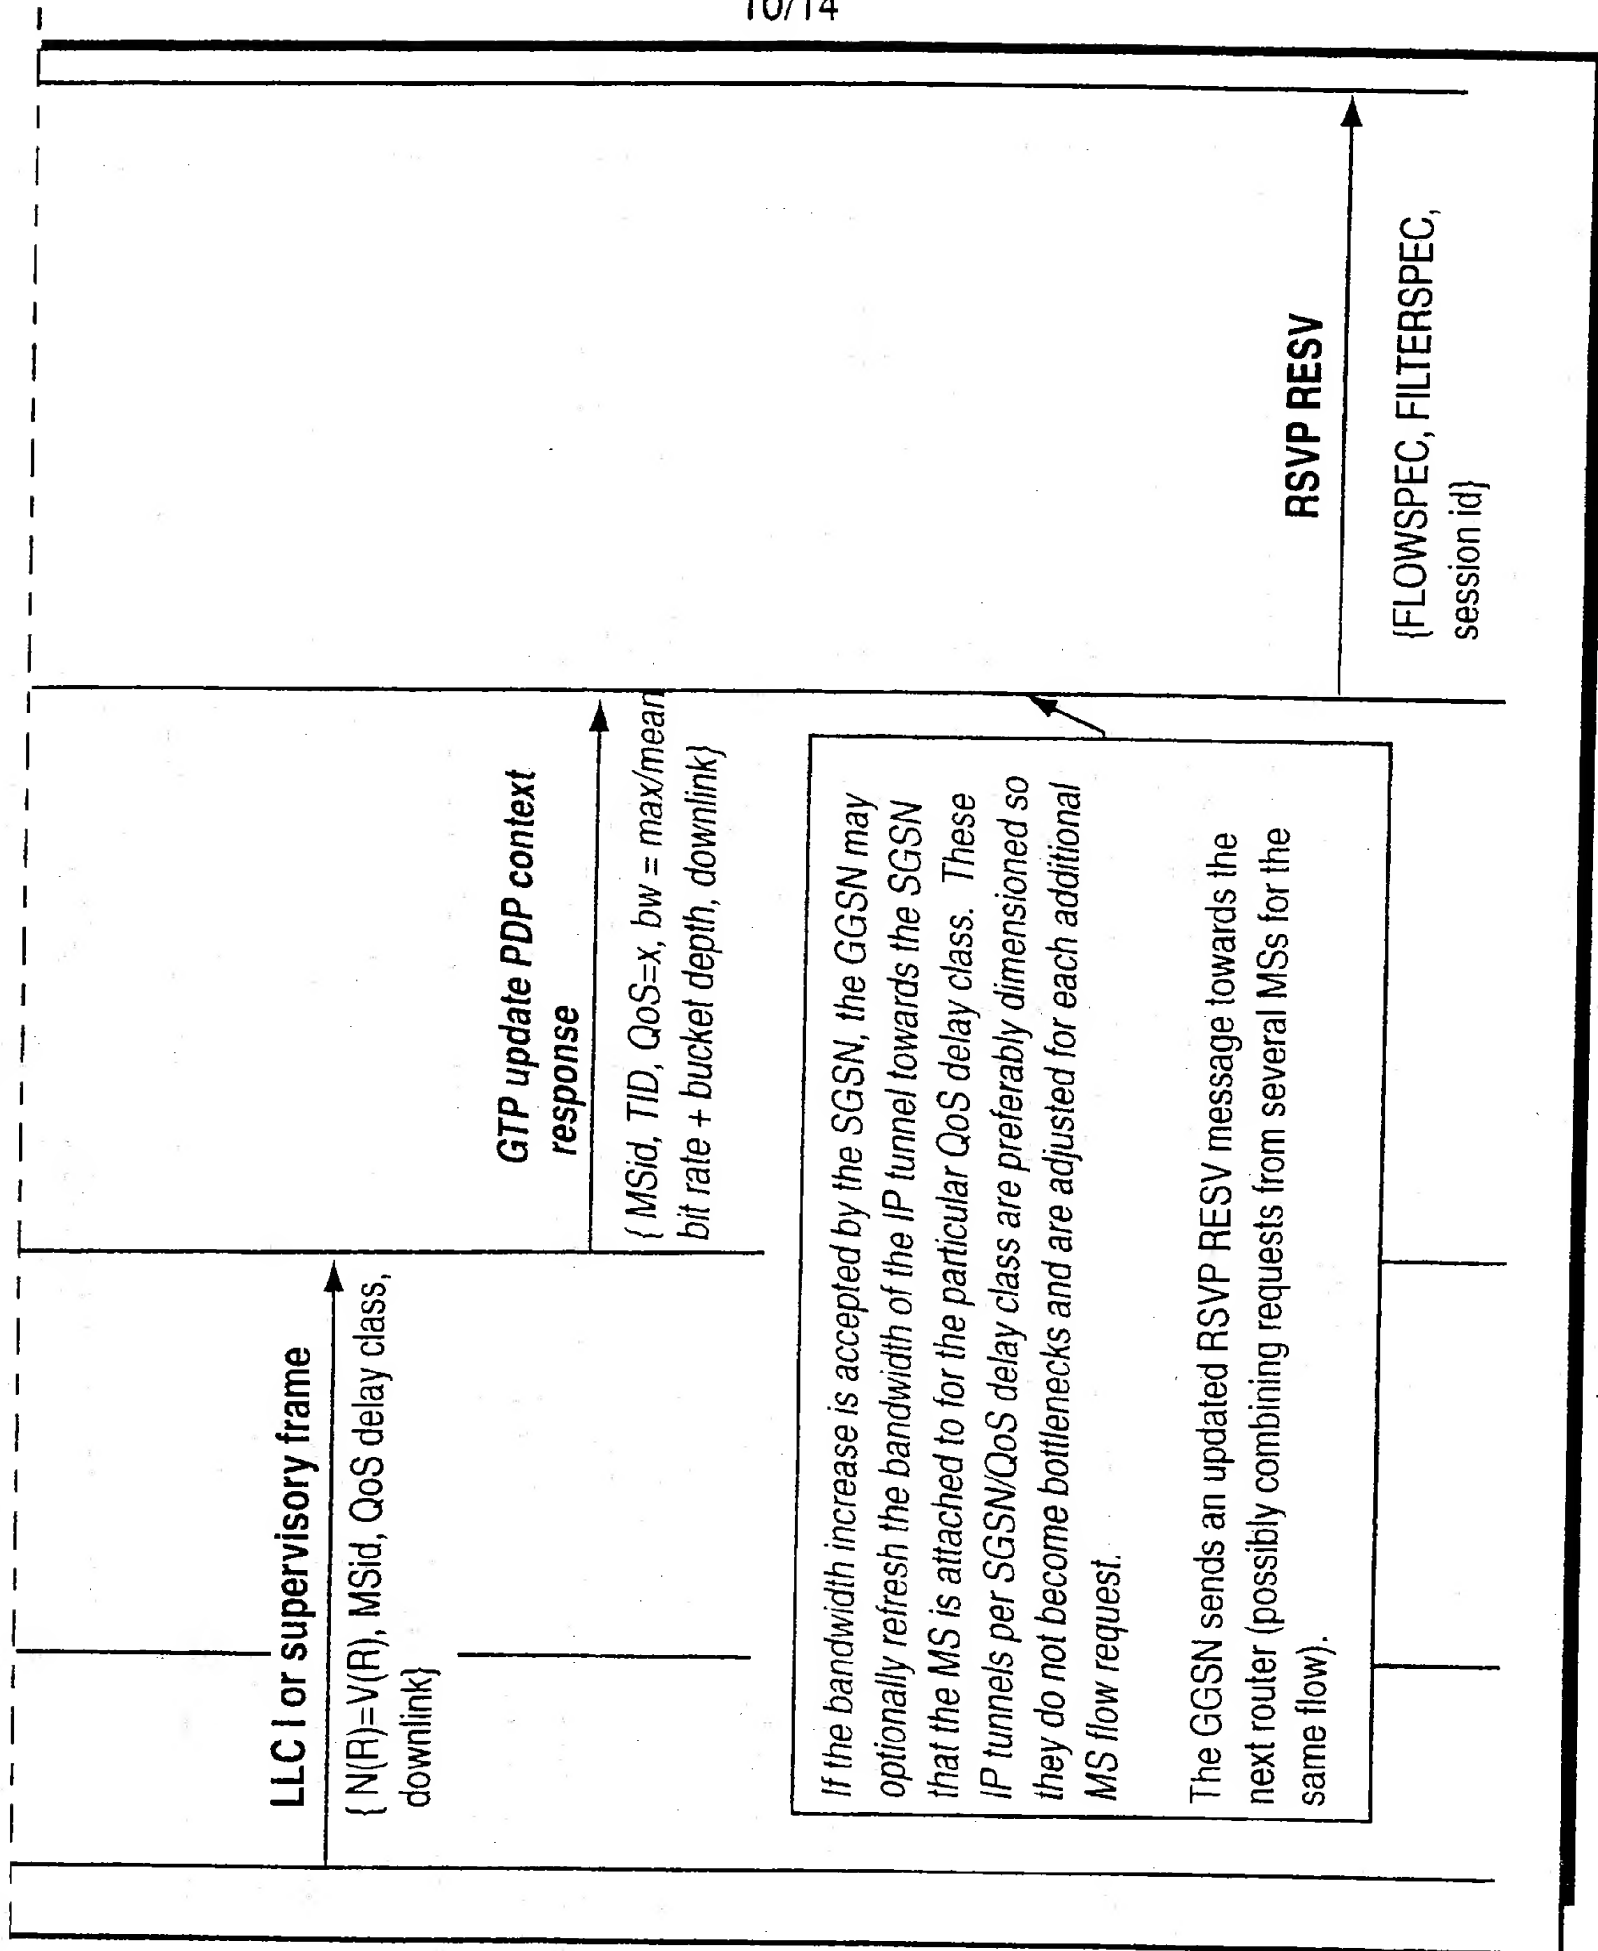 10/14
LLC I or supervisory frame
{ N(R)=V(R), MSid, QoS delay class,
downlink}
GTP update PDP context
response
{ MSid, TID, QoS=x, bw = max/mean
bit rate + bucket depth, downlink}
If the bandwidth increase is accepted by the SGSN, the GGSN may
optionally refresh the bandwidth of the IP tunnel towards the SGSN
that the MS is attached to for the particular QoS delay class. These
IP tunnels per SGSN/QoS delay class are preferably dimensioned so
they do not become bottlenecks and are adjusted for each additional
MS flow request.
The GGSN sends an updated RSVP RESV message towards the
next router (possibly combining requests from several MSs for the
same flow).
RSVP RESV
{FLOWSPEC, FILTERSPEC,
session id}